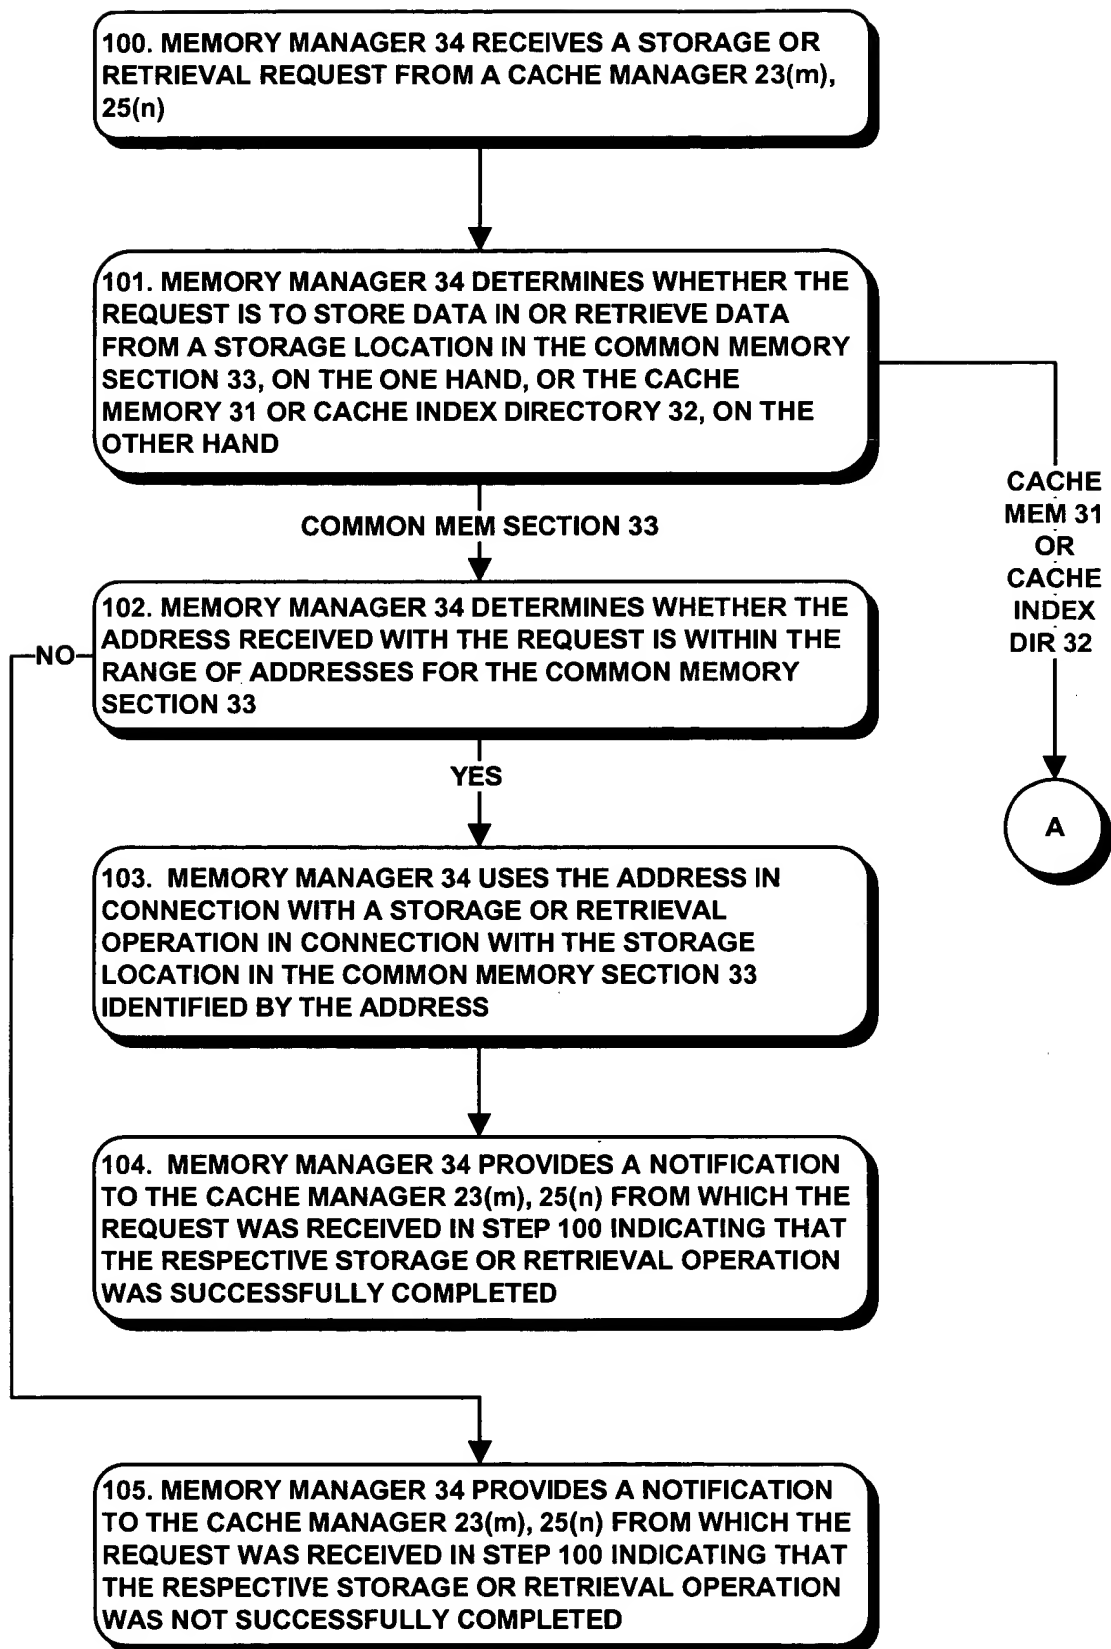 100. MEMORY MANAGER 34 RECEIVES A STORAGE OR
RETRIEVAL REQUEST FROM A CACHE MANAGER 23(m),
25(n)
101. MEMORY MANAGER 34 DETERMINES WHETHER THE
REQUEST IS TO STORE DATA IN OR RETRIEVE DATA
FROM A STORAGE LOCATION IN THE COMMON MEMORY
SECTION 33, ON THE ONE HAND, OR THE CACHE
MEMORY 31 OR CACHE INDEX DIRECTORY 32, ON THE
OTHER HAND
CACHE
MEM 31
OR
CACHE
INDEX
DIR 32
A
COMMON MEM SECTION 33
102. MEMORY MANAGER 34 DETERMINES WHETHER THE
ADDRESS RECEIVED WITH THE REQUEST IS WITHIN THE
RANGE OF ADDRESSES FOR THE COMMON MEMORY
SECTION 33
NO
YES
103. MEMORY MANAGER 34 USES THE ADDRESS IN
CONNECTION WITH A STORAGE OR RETRIEVAL
OPERATION IN CONNECTION WITH THE STORAGE
LOCATION IN THE COMMON MEMORY SECTION 33
IDENTIFIED BY THE ADDRESS
104. MEMORY MANAGER 34 PROVIDES A NOTIFICATION
TO THE CACHE MANAGER 23(m), 25(n) FROM WHICH THE
REQUEST WAS RECEIVED IN STEP 100 INDICATING THAT
THE RESPECTIVE STORAGE OR RETRIEVAL OPERATION
WAS SUCCESSFULLY COMPLETED
105. MEMORY MANAGER 34 PROVIDES A NOTIFICATION
TO THE CACHE MANAGER 23(m), 25(n) FROM WHICH THE
REQUEST WAS RECEIVED IN STEP 100 INDICATING THAT
THE RESPECTIVE STORAGE OR RETRIEVAL OPERATION
WAS NOT SUCCESSFULLY COMPLETED